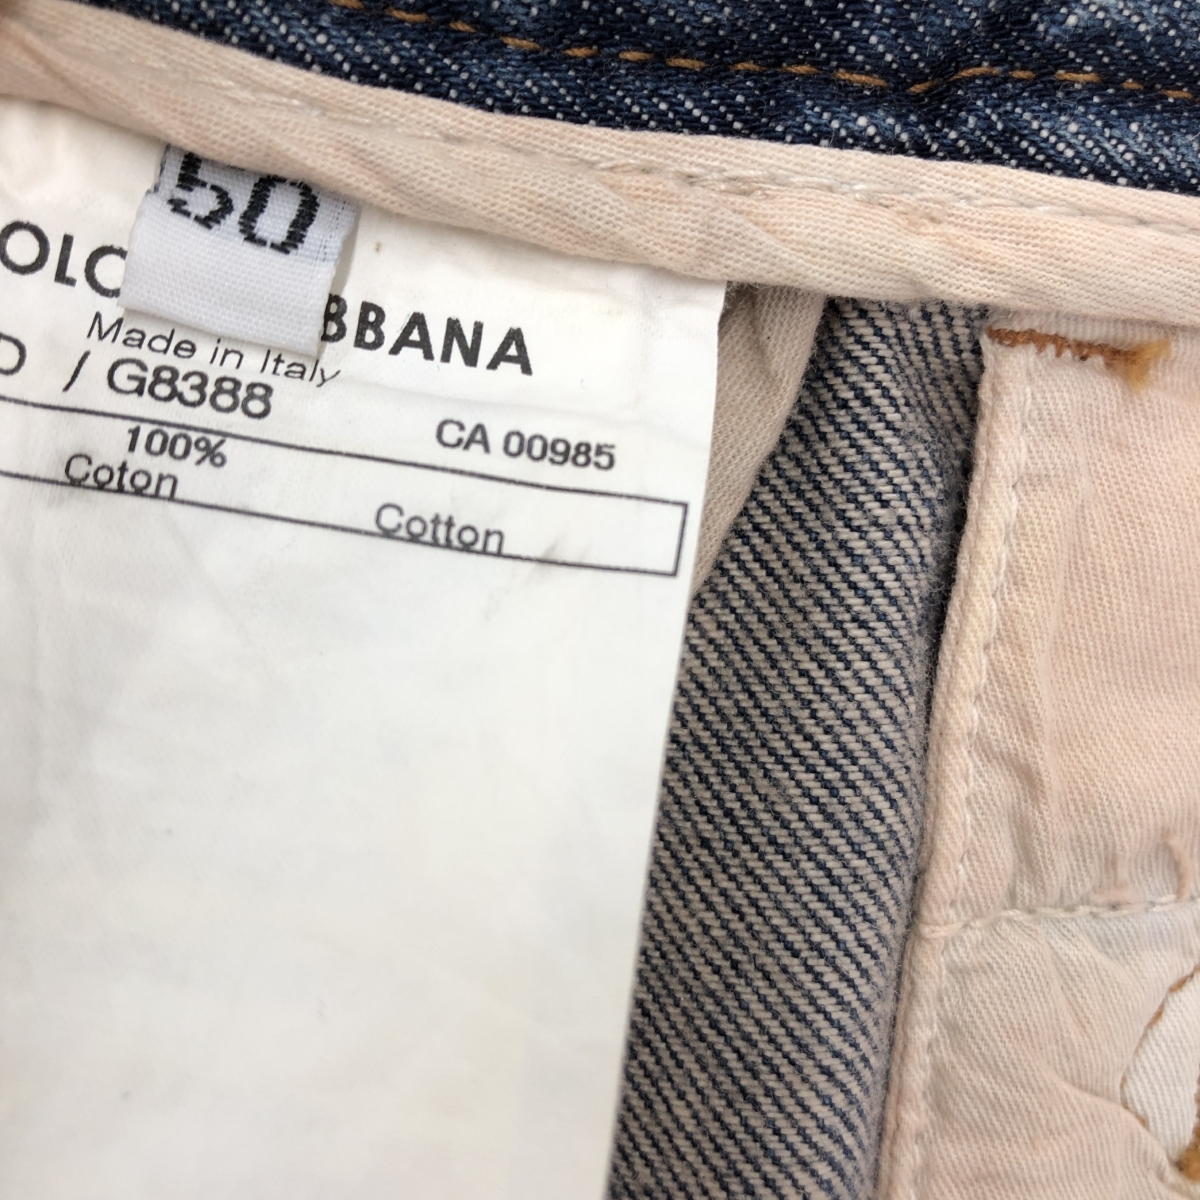 50
OLC BBANA
Made in Italy
D / G8388
CA 00985
100%
Coton
Cotton